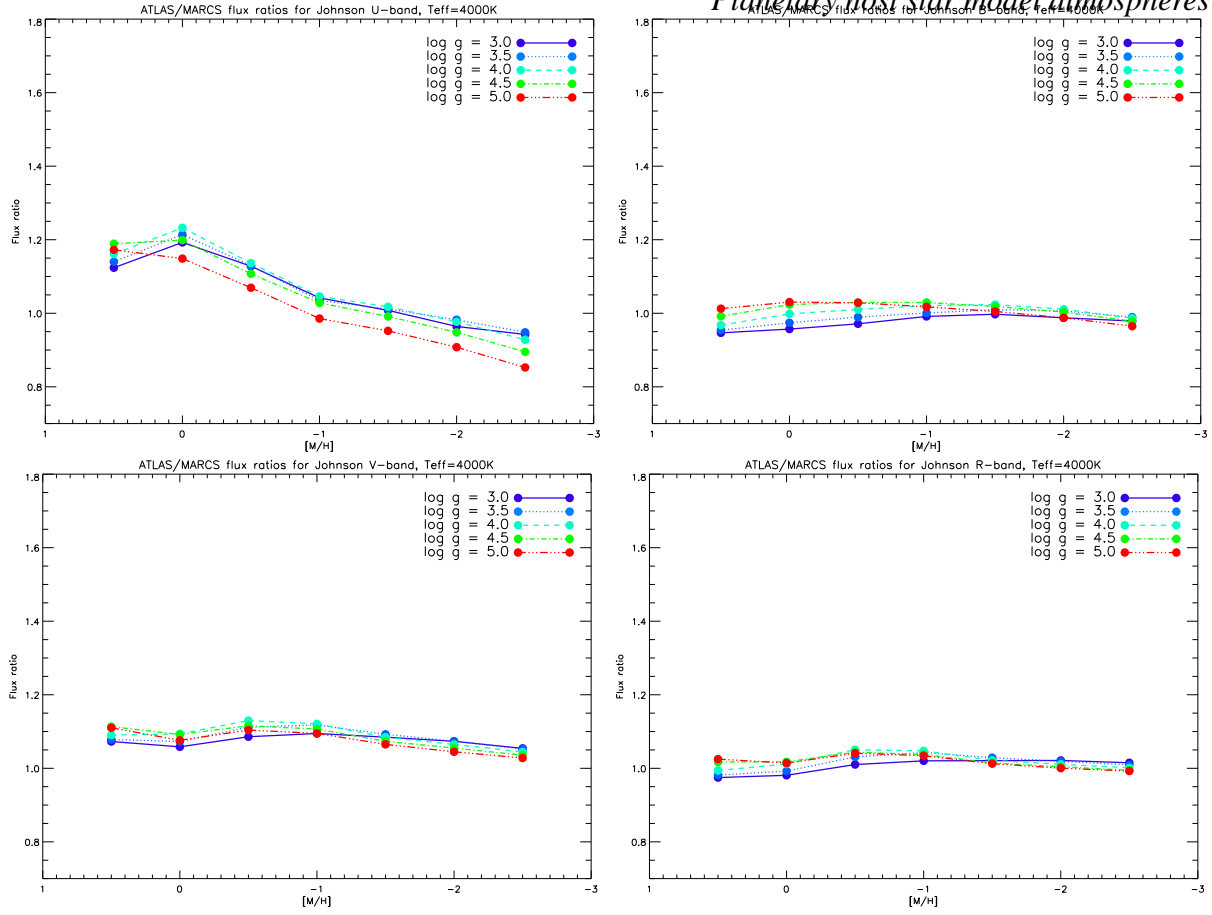 Planetary host star model atmospheres
ATLAS/MARCS flux ratios for Johnson U-band, Teff=4000K
1.8
1.6
1.4
1.2
1.0
0.8
Flux ratio
log g = 3.0
log g = 3.5
log g = 4.0
log g = 4.5
log g = 5.0
1 0 -1 -2 -3
[M/H]
ATLAS/MARCS flux ratios for Johnson B-band, Teff=4000K
1.8
1.6
1.4
1.2
1.0
0.8
Flux ratio
log g = 3.0
log g = 3.5
log g = 4.0
log g = 4.5
log g = 5.0
1 0 -1 -2 -3
[M/H]
ATLAS/MARCS flux ratios for Johnson V-band, Teff=4000K
1.8
1.6
1.4
1.2
1.0
0.8
Flux ratio
log g = 3.0
log g = 3.5
log g = 4.0
log g = 4.5
log g = 5.0
1 0 -1 -2 -3
[M/H]
ATLAS/MARCS flux ratios for Johnson R-band, Teff=4000K
1.8
1.6
1.4
1.2
1.0
0.8
Flux ratio
log g = 3.0
log g = 3.5
log g = 4.0
log g = 4.5
log g = 5.0
1 0 -1 -2 -3
[M/H]